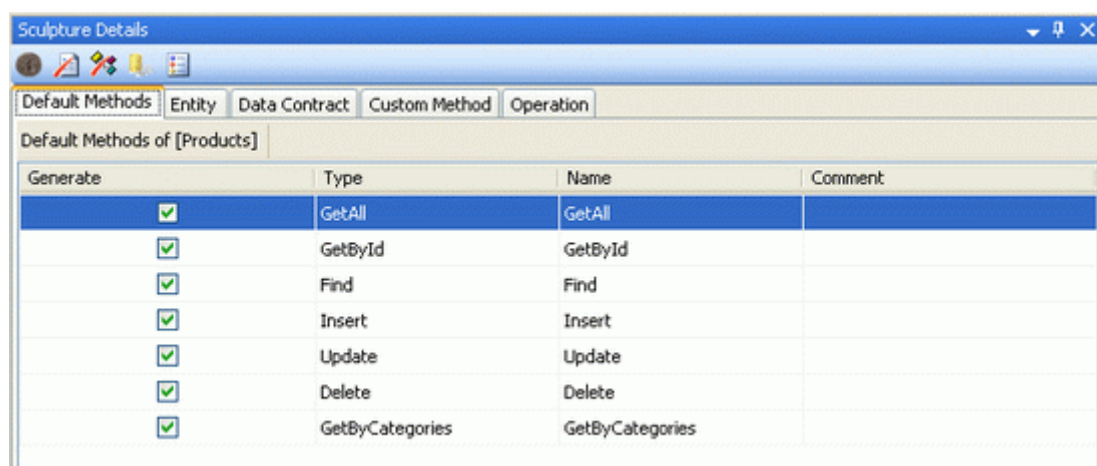 Sculpture Details
Default Methods Entity Data Contract Custom Method Operation
Default Methods of [Products]
Generate Type Name Comment
GetAll GetAll
GetById GetById
Find Find
Insert Insert
Update Update
Delete Delete
GetByCategories GetByCategories